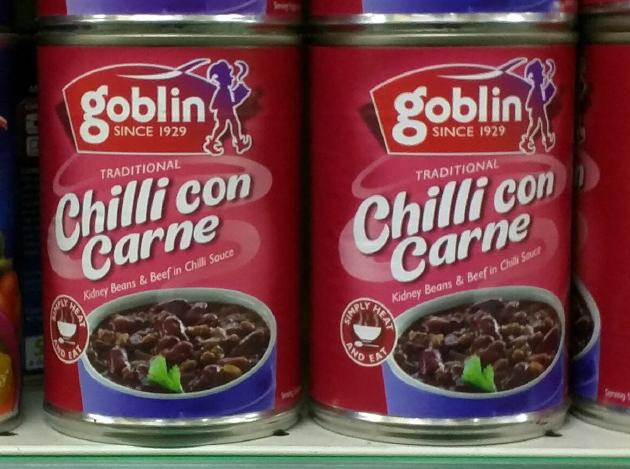 goblin
SINCE 1929
TRADITIONAL
Chilli con
Carne
Kidney Beans & Beef in Chilli Sauce
SIMPLY HEAT
AND EAT
goblin
SINCE 1929
TRADITIONAL
Chilli con
Carne
Kidney Beans & Beef in Chilli Sauce
SIMPLY HEAT
AND EAT